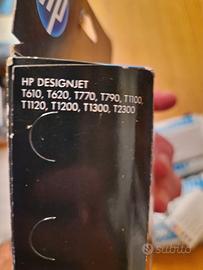 hp
HP DESIGNJET
T610, T620, T770, T790, T1100,
T1120, T1200, T1300, T2300
subito